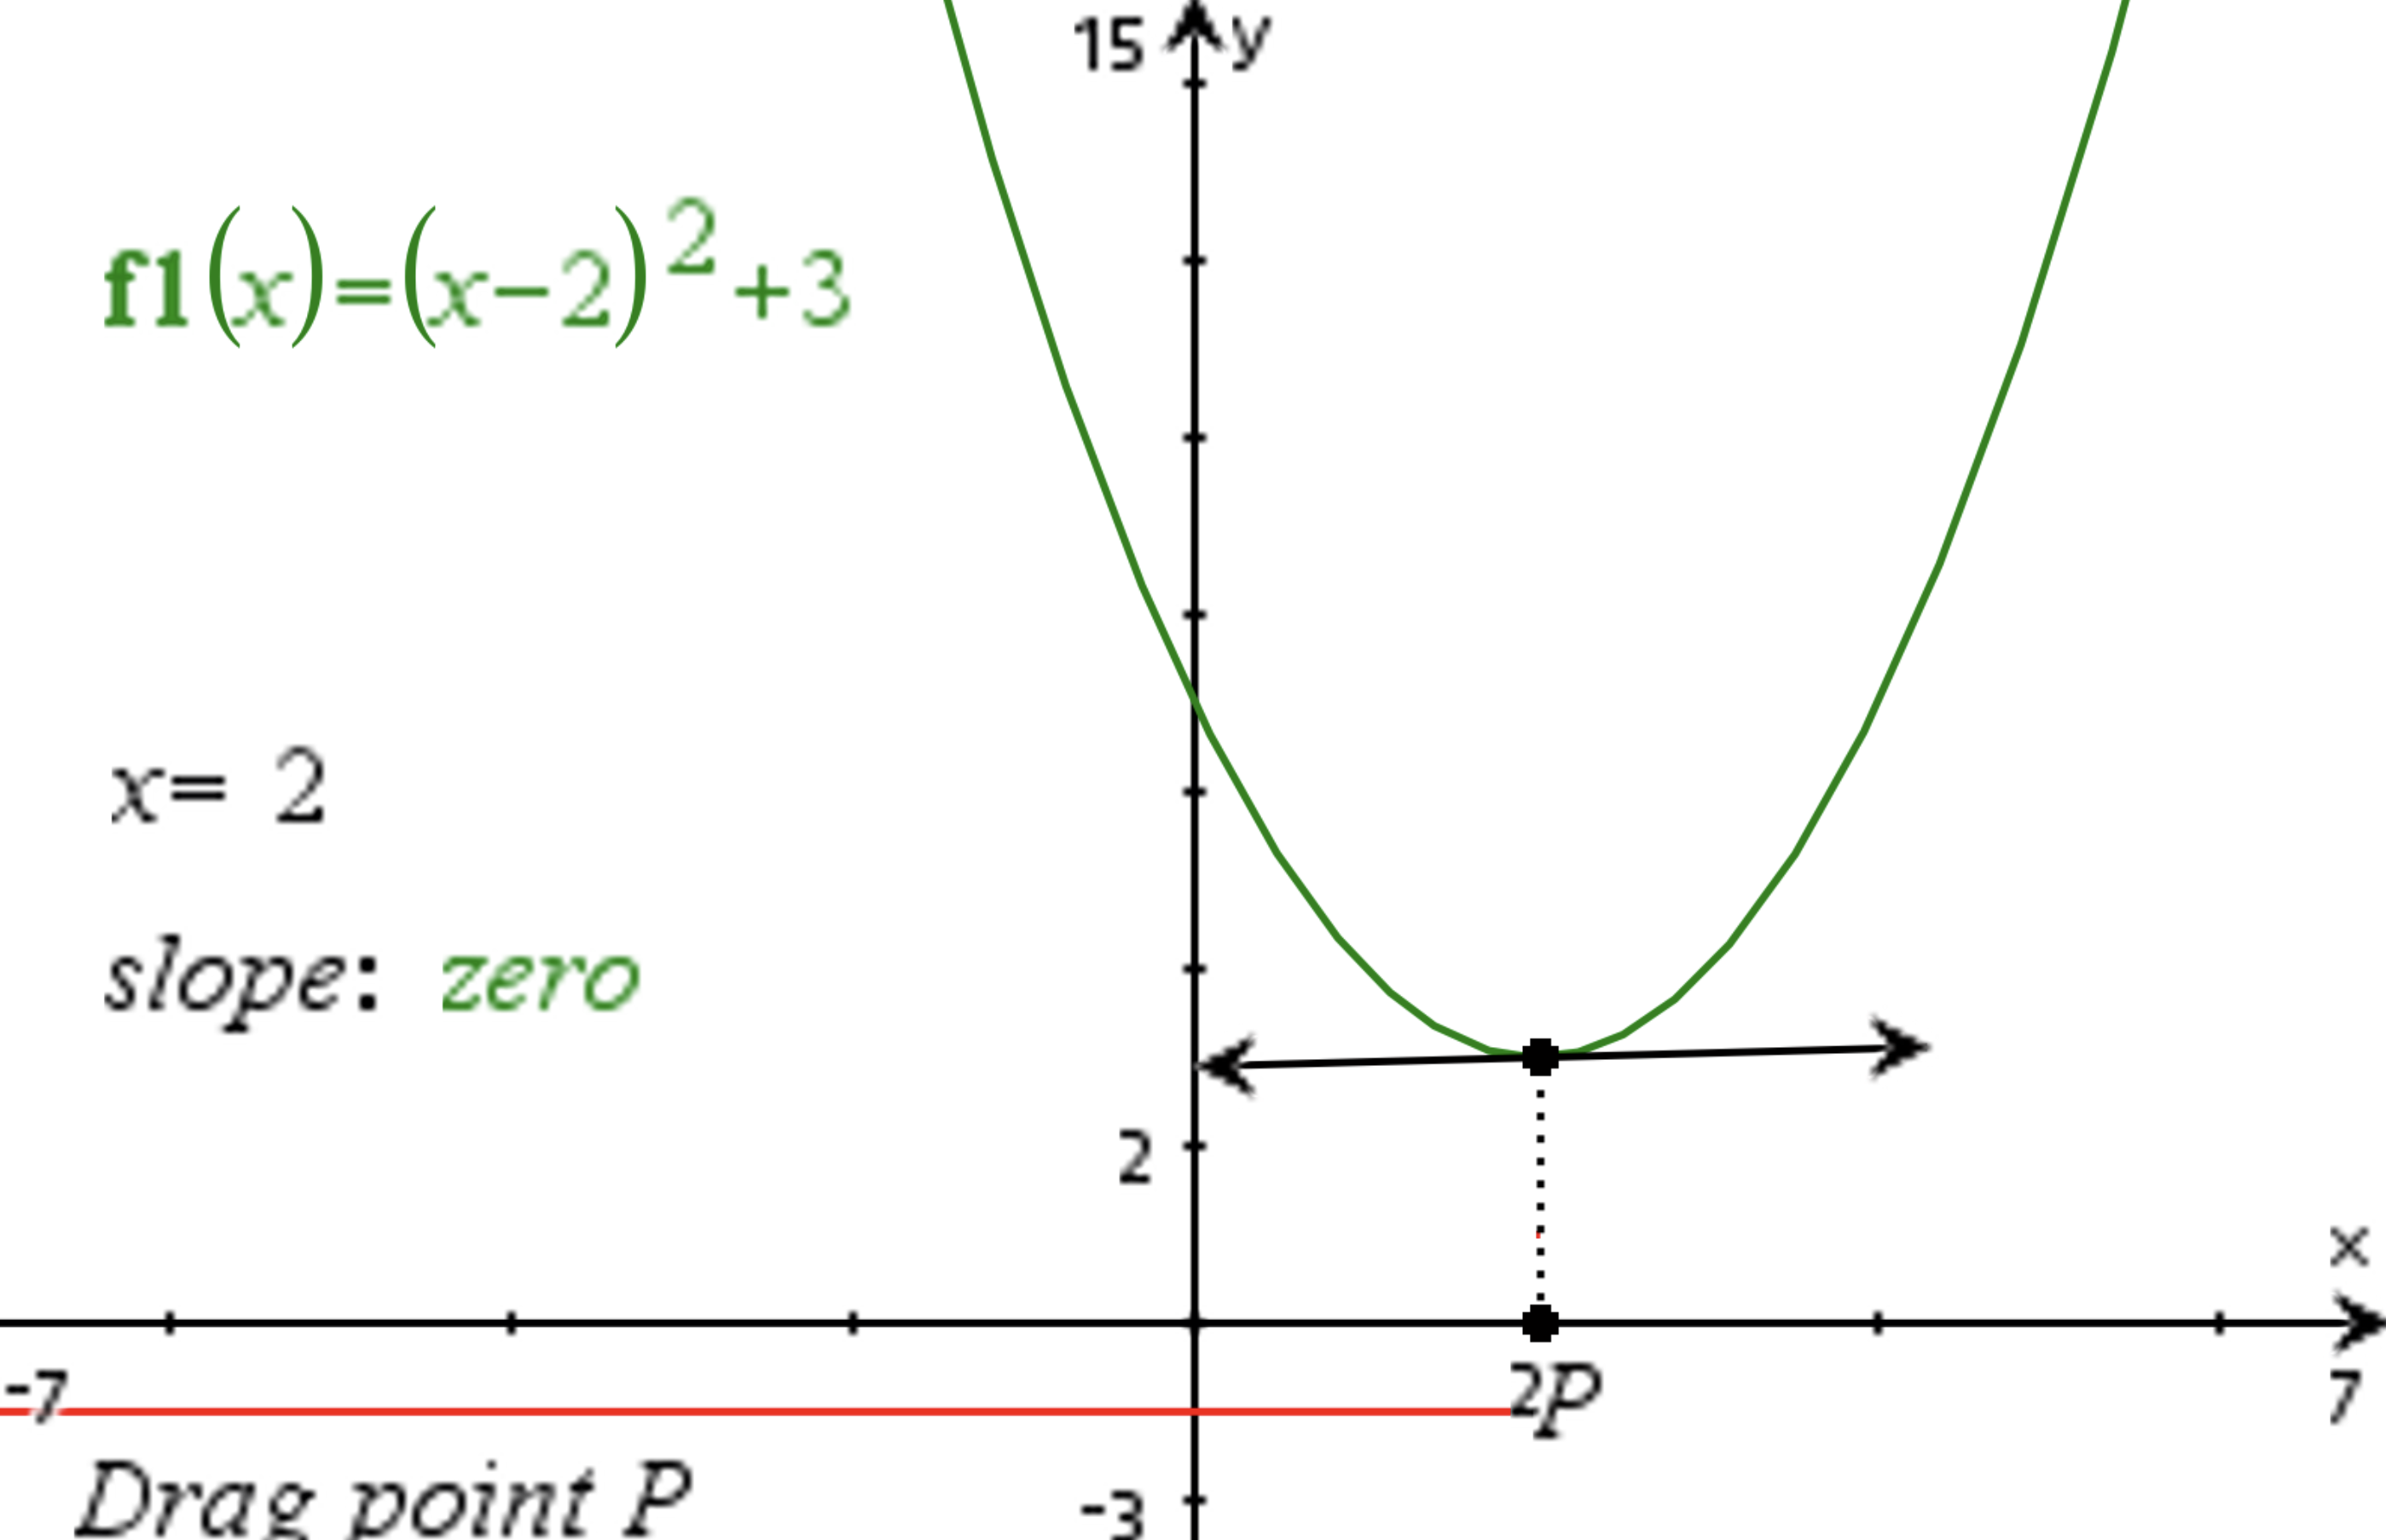 15 y
f1(x)=(x-2)²+3
x= 2
slope: zero
2
x
-7 2P 7
Drag point P
-3